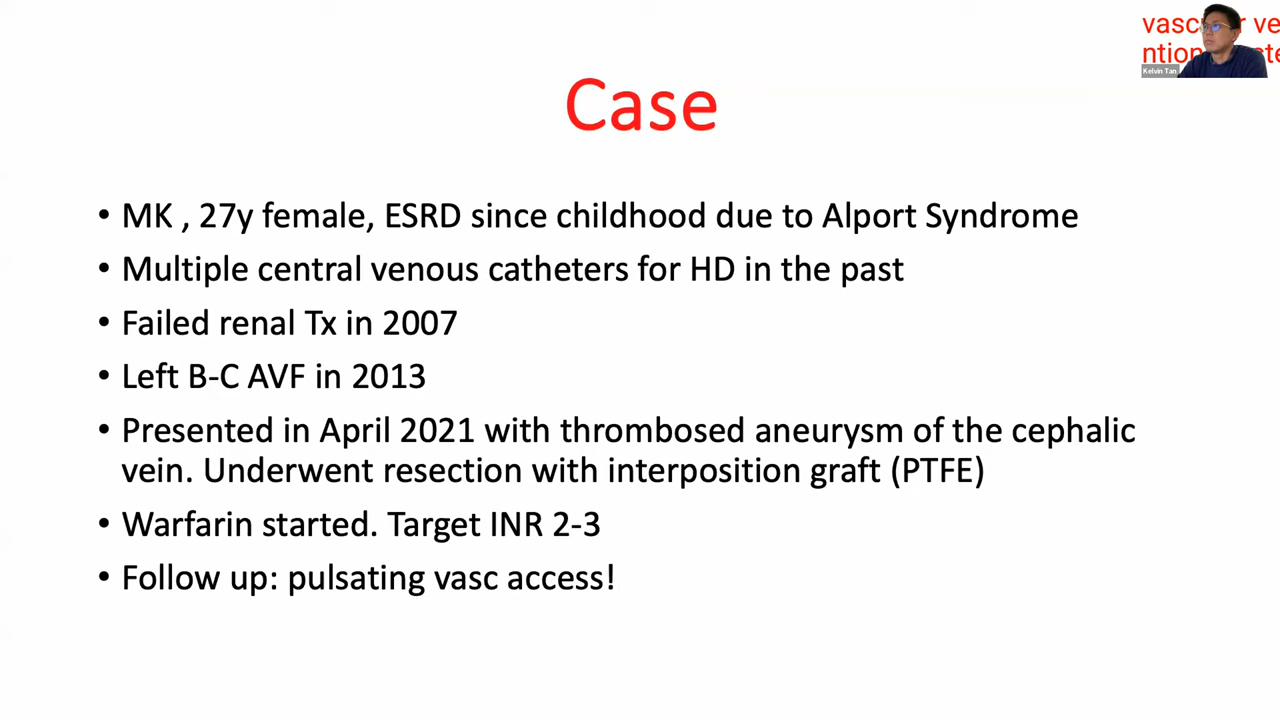 Case
• MK , 27y female, ESRD since childhood due to Alport Syndrome
• Multiple central venous catheters for HD in the past
• Failed renal Tx in 2007
• Left B-C AVF in 2013
• Presented in April 2021 with thrombosed aneurysm of the cephalic
vein. Underwent resection with interposition graft (PTFE)
• Warfarin started. Target INR 2-3
• Follow up: pulsating vasc access!
Kelvin Tan